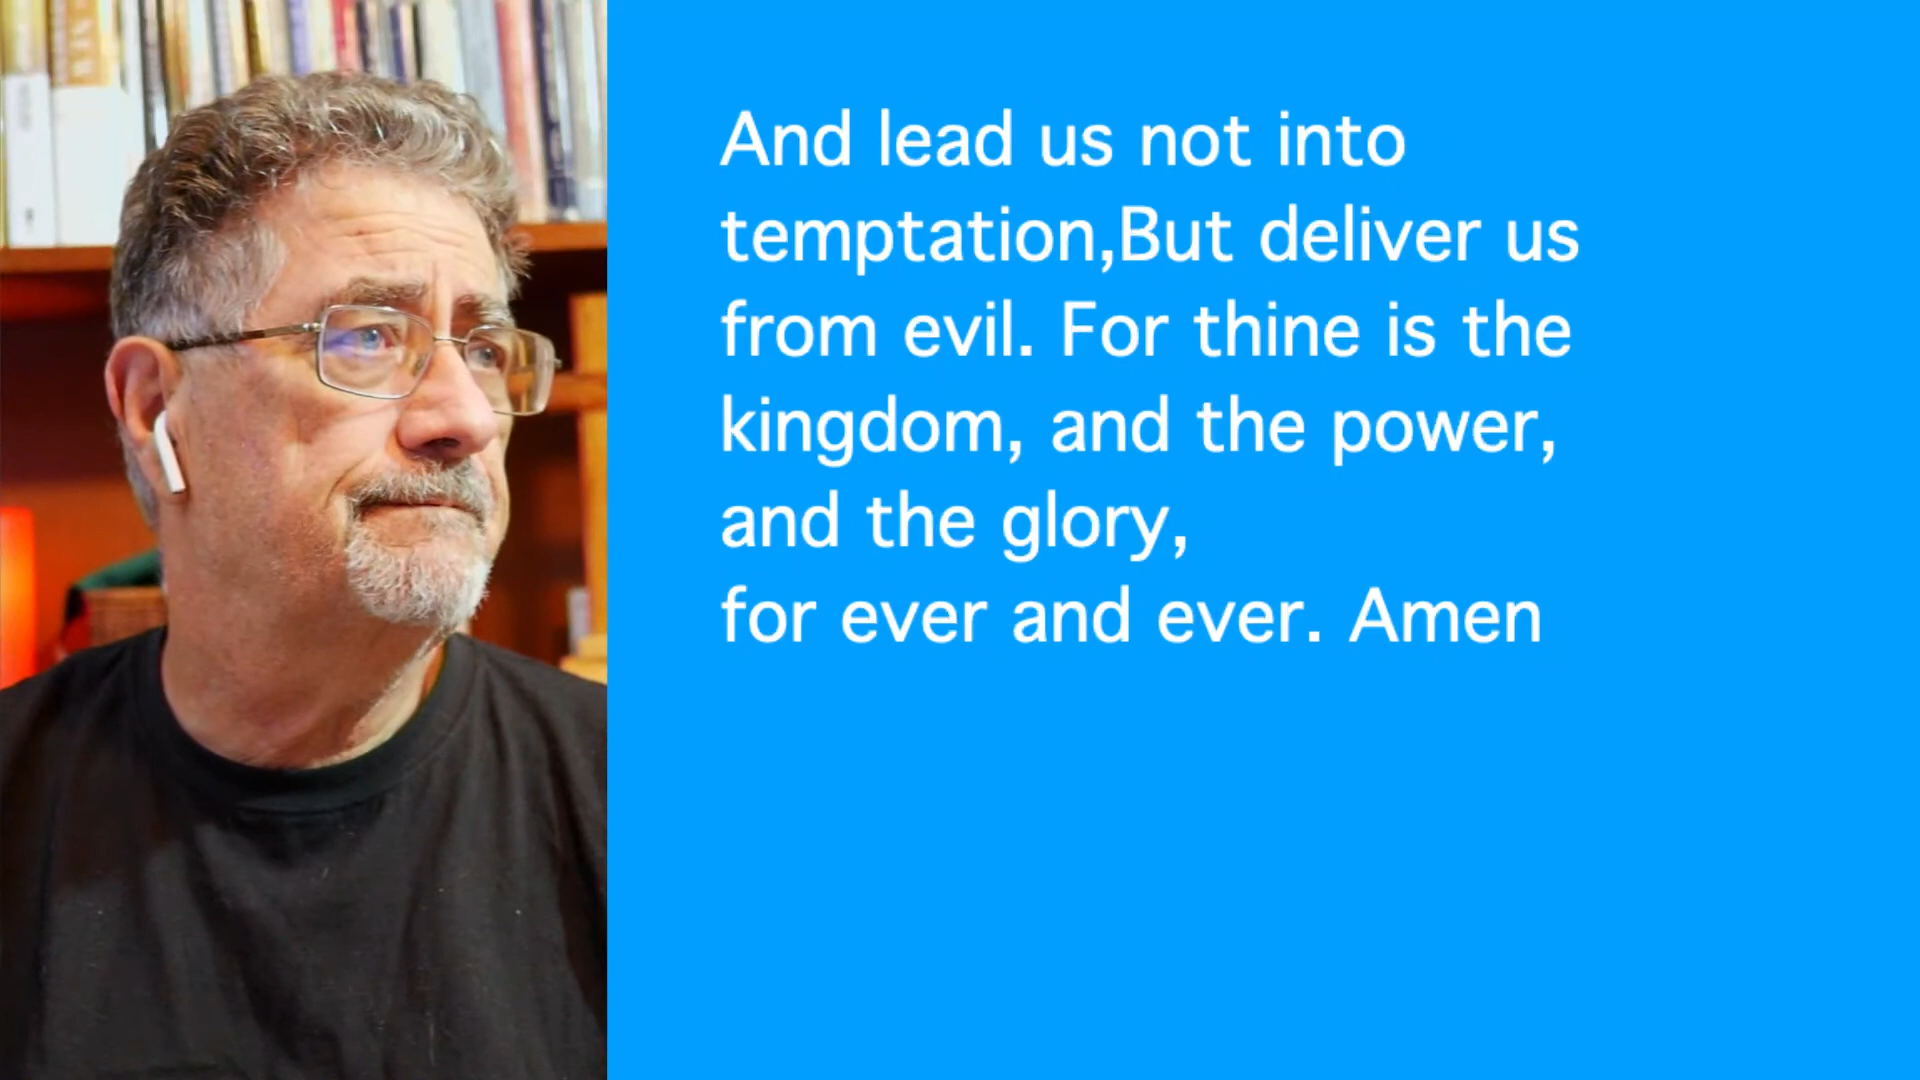 And lead us not into
temptation,But deliver us
from evil. For thine is the
kingdom, and the power,
and the glory,
for ever and ever. Amen